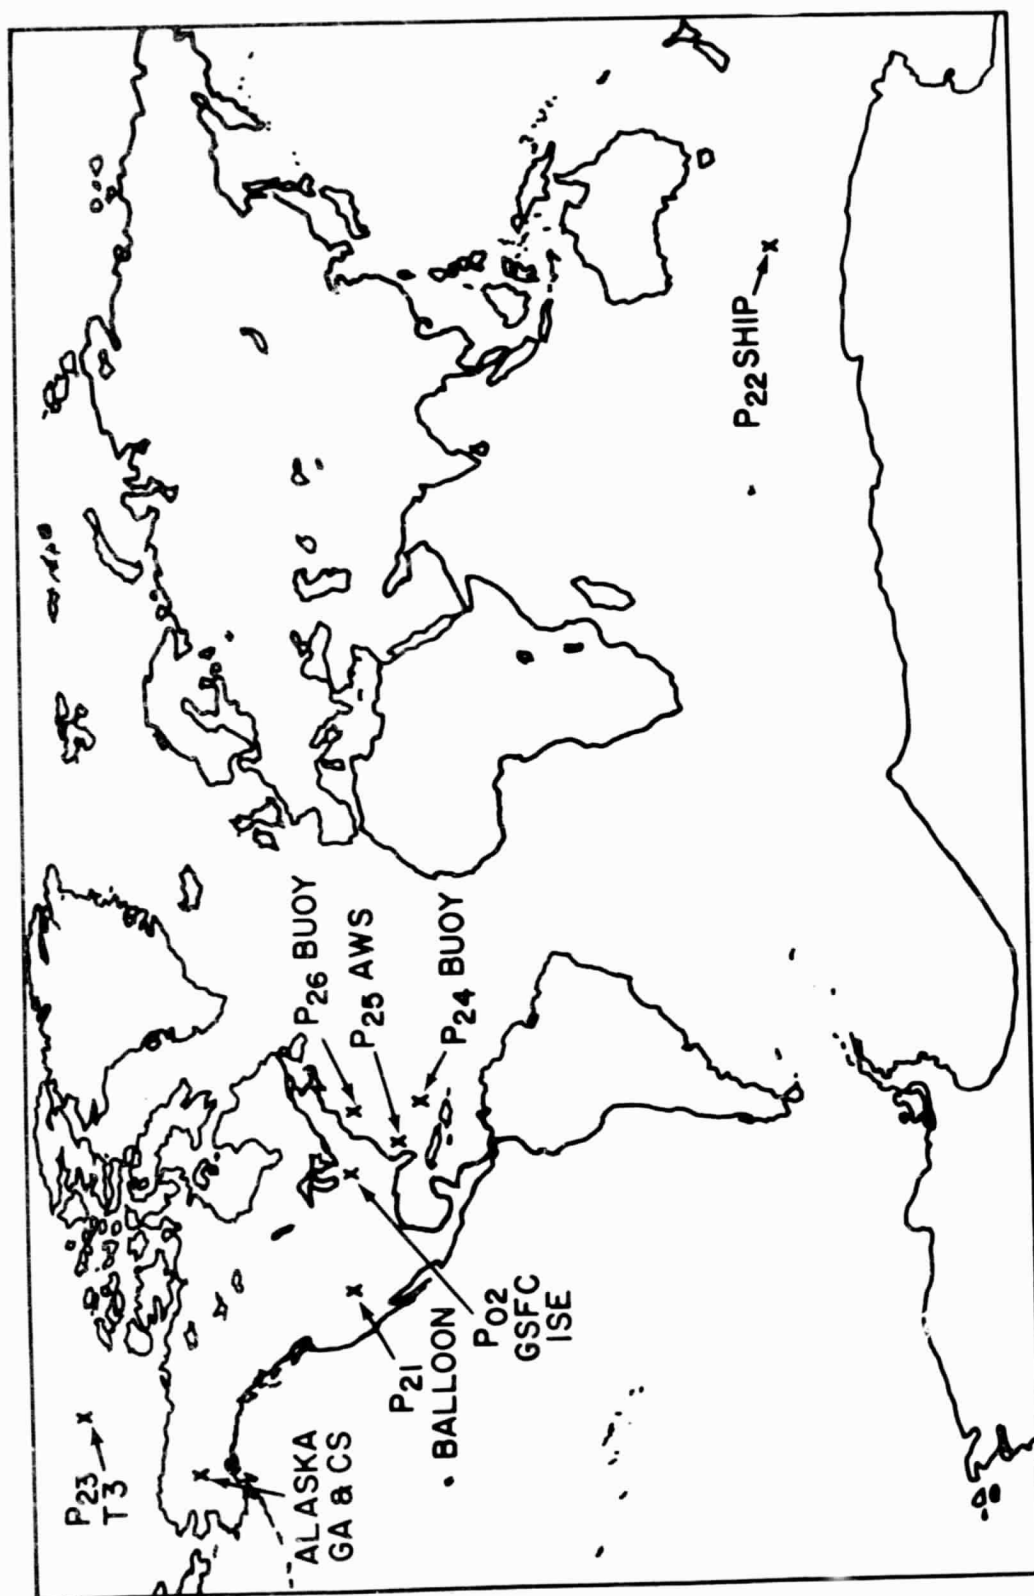 P23
T3
ALASKA
GA & CS
P21
BALLOON
P02
GSFC
ISE
P26 BUOY
P25 AWS
P24 BUOY
P22 SHIP